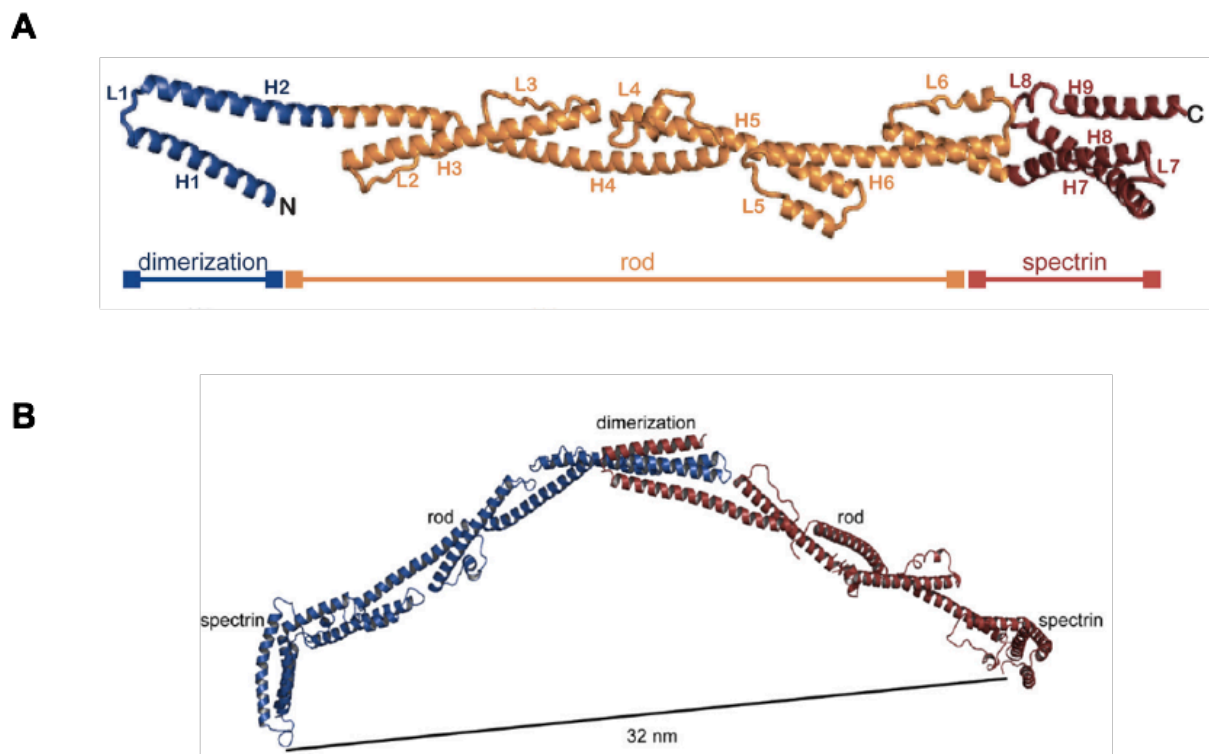 A
L1
H2
L3
L4
H5
L6
L8
H9
C
H1
N
L2
H3
H4
L5
H6
H8
H7
L7
dimerization
rod
spectrin
B
dimerization
rod
rod
spectrin
spectrin
32 nm